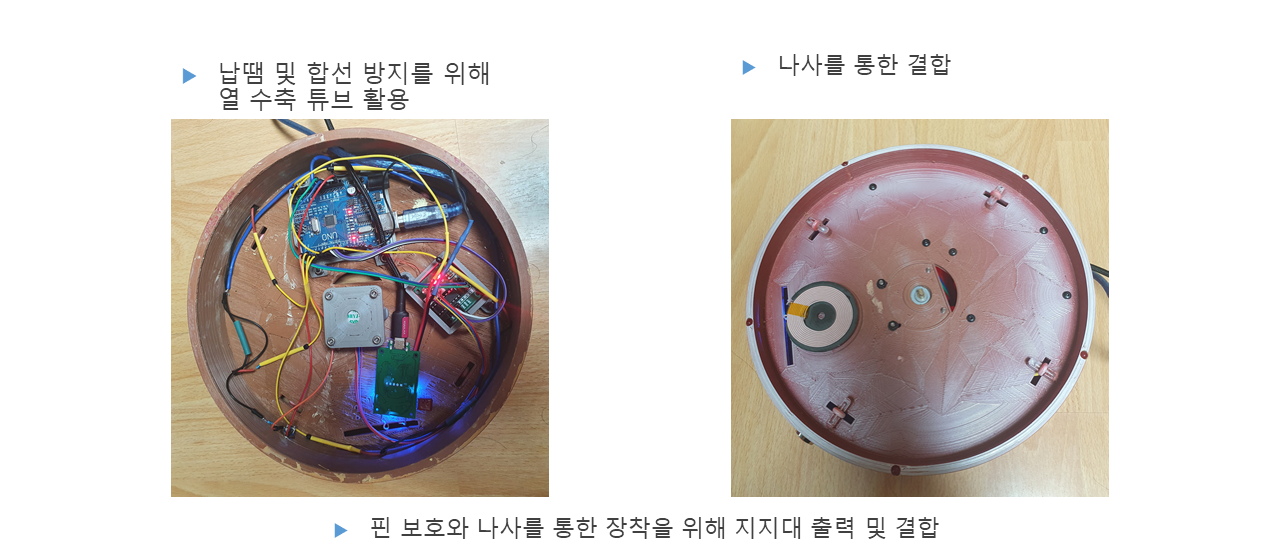 납땜 및 합선 방지를 위해
열 수축 튜브 활용
나사를 통한 결합
UNO
핀 보호와 나사를 통한 장착을 위해 지지대 출력 및 결합